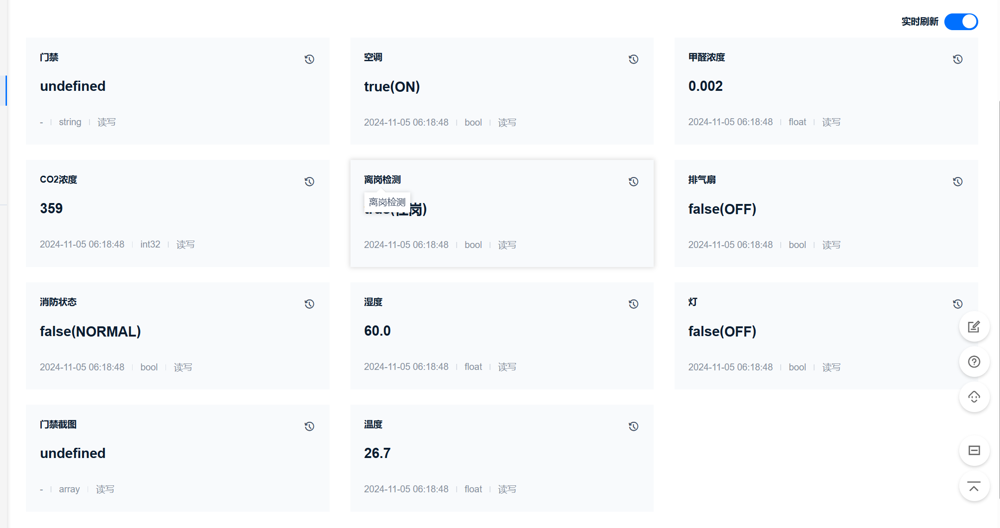 实时刷新
门禁
undefined
- string 读写
空调
true(ON)
2024-11-05 06:18:48 bool 读写
甲醛浓度
0.002
2024-11-05 06:18:48 float 读写
CO2浓度
359
2024-11-05 06:18:48 int32 读写
离岗检测
离岗检测
岗)
2024-11-05 06:18:48 bool 读写
排气扇
false(OFF)
2024-11-05 06:18:48 bool 读写
消防状态
false(NORMAL)
2024-11-05 06:18:48 bool 读写
湿度
60.0
2024-11-05 06:18:48 float 读写
灯
false(OFF)
2024-11-05 06:18:48 bool 读写
门禁截图
undefined
- array 读写
温度
26.7
2024-11-05 06:18:48 float 读写